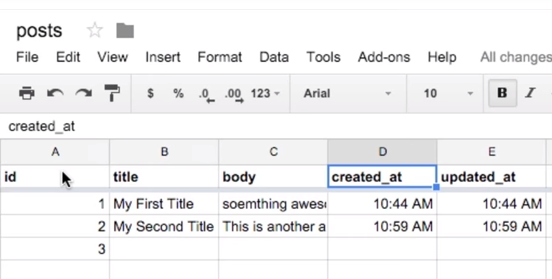 posts
File Edit View Insert Format Data Tools Add-ons Help All changes
$ % .0 .00 123 Arial 10 B I
created_at
A B C D E
id title body created_at updated_at
1 My First Title soemthing awes 10:44 AM 10:44 AM
2 My Second Title This is another a 10:59 AM 10:59 AM
3